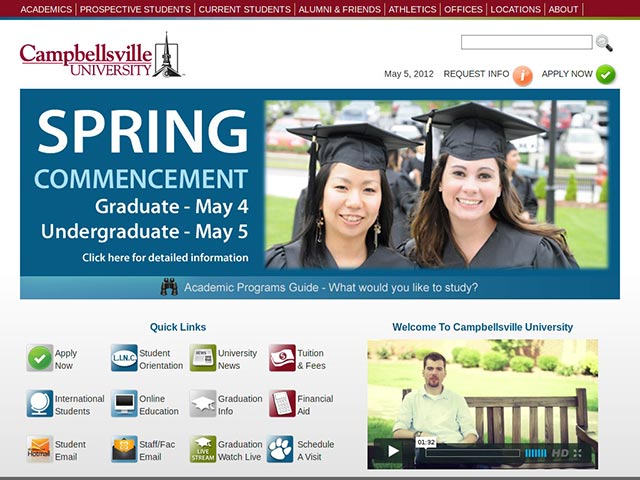 ACADEMICS PROSPECTIVE STUDENTS CURRENT STUDENTS ALUMNI & FRIENDS ATHLETICS OFFICES LOCATIONS ABOUT
Campbellsville
UNIVERSITY
May 5, 2012 REQUEST INFO i APPLY NOW
SPRING
COMMENCEMENT
Graduate - May 4
Undergraduate - May 5
Click here for detailed information
Academic Programs Guide - What would you like to study?
Quick Links
Apply
Now
L.I.N.C.
Student
Orientation
NEWS
University
News
Tuition
& Fees
International
Students
Online
Education
Graduation
Info
Financial
Aid
Hotmail
Student
Email
Staff/Fac
Email
LIVE
STREAM
Graduation
Watch Live
Schedule
A Visit
Welcome To Campbellsville University
01:32
HD